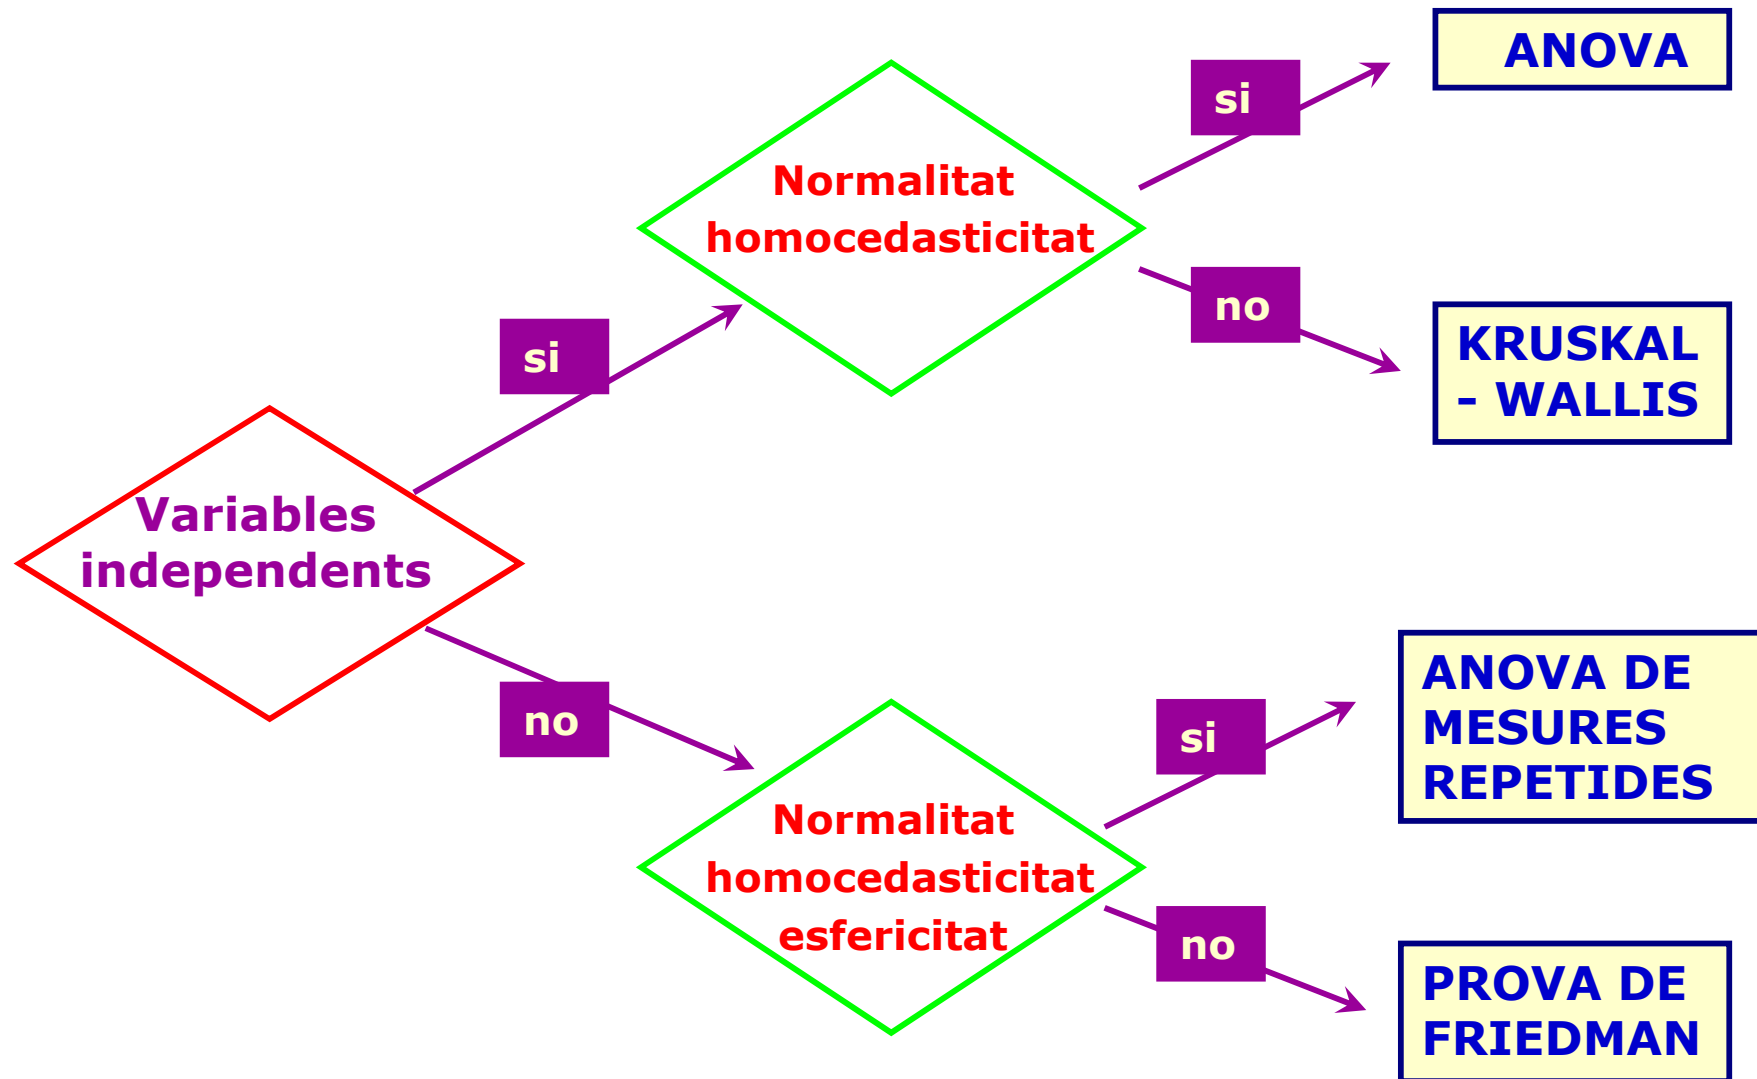 ANOVA
si
Normalitat
homocedasticitat
no
KRUSKAL
- WALLIS
si
Variables
independents
no
ANOVA DE
MESURES
REPETIDES
si
Normalitat
homocedasticitat
esfericitat
no
PROVA DE
FRIEDMAN